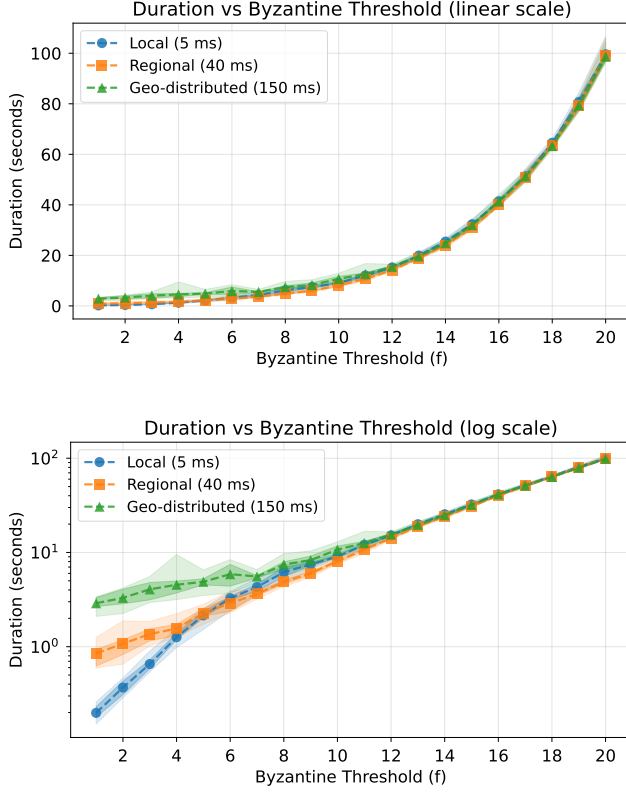 Duration vs Byzantine Threshold (linear scale)
Local (5 ms)
Regional (40 ms)
Geo-distributed (150 ms)
100
80
60
40
20
0
Duration (seconds)
2 4 6 8 10 12 14 16 18 20
Byzantine Threshold (f)
Duration vs Byzantine Threshold (log scale)
Local (5 ms)
Regional (40 ms)
Geo-distributed (150 ms)
10²
10¹
10⁰
Duration (seconds)
2 4 6 8 10 12 14 16 18 20
Byzantine Threshold (f)